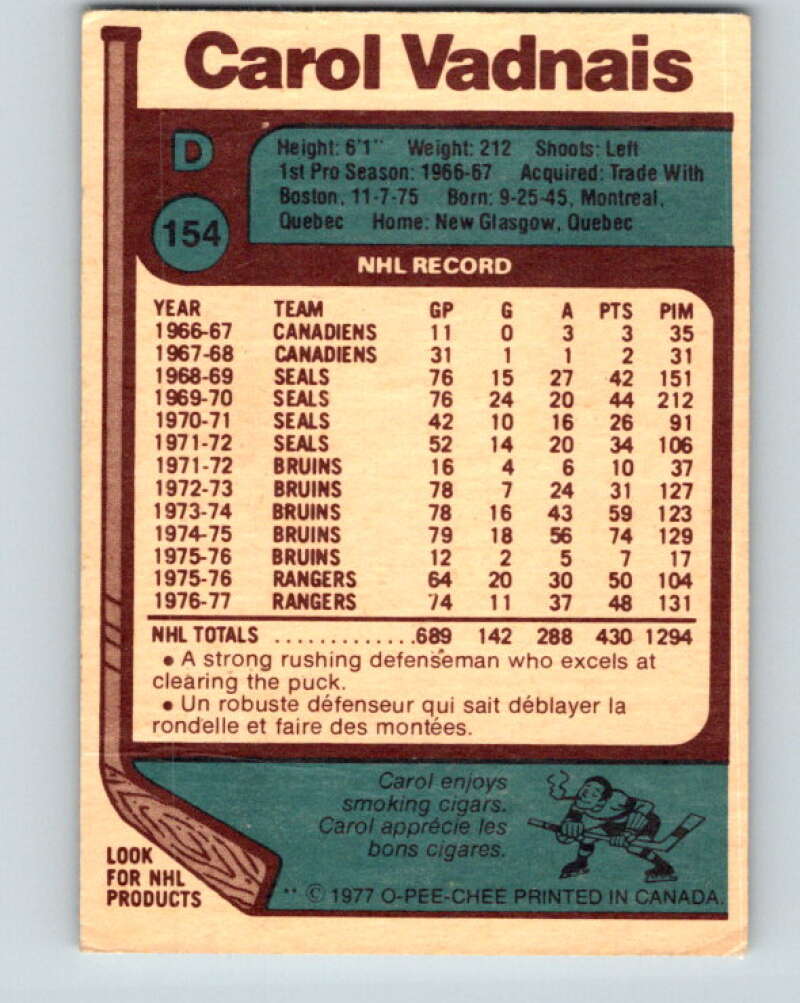 Carol Vadnais
D
154
Height: 6'1" Weight: 212 Shoots: Left
1st Pro Season: 1966-67 Acquired: Trade With
Boston, 11-7-75 Born: 9-25-45, Montreal,
Quebec Home: New Glasgow, Quebec
NHL RECORD
YEAR TEAM GP G A PTS PIM
1966-67 CANADIENS 11 0 3 3 35
1967-68 CANADIENS 31 1 1 2 31
1968-69 SEALS 76 15 27 42 151
1969-70 SEALS 76 24 20 44 212
1970-71 SEALS 42 10 16 26 91
1971-72 SEALS 52 14 20 34 106
1971-72 BRUINS 16 4 6 10 37
1972-73 BRUINS 78 7 24 31 127
1973-74 BRUINS 78 16 43 59 123
1974-75 BRUINS 79 18 56 74 129
1975-76 BRUINS 12 2 5 7 17
1975-76 RANGERS 64 20 30 50 104
1976-77 RANGERS 74 11 37 48 131
NHL TOTALS ..............689 142 288 430 1294
• A strong rushing defenseman who excels at
clearing the puck.
• Un robuste défenseur qui sait déblayer la
rondelle et faire des montées.
Carol enjoys
smoking cigars.
Carol apprécie les
bons cigares.
LOOK
FOR NHL
PRODUCTS
** © 1977 O-PEE-CHEE PRINTED IN CANADA.